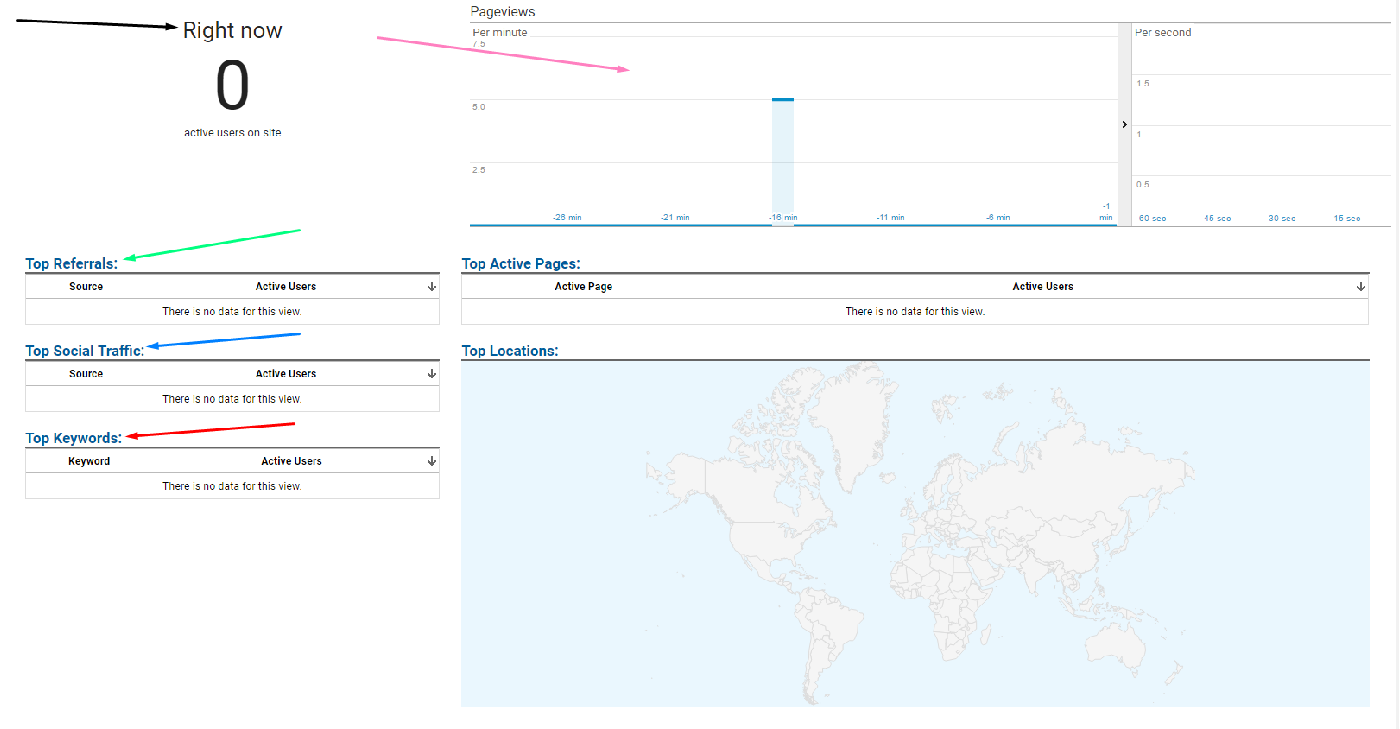 Right now
0
active users on site
Pageviews
Per minute
7.5
5.0
2.5
-26 min
-21 min
-16 min
-11 min
-6 min
-1
min
Per second
1.5
1
0.5
-60 sec
-45 sec
-30 sec
-15 sec
Top Referrals:
Source Active Users
There is no data for this view.
Top Social Traffic:
Source Active Users
There is no data for this view.
Top Keywords:
Keyword Active Users
There is no data for this view.
Top Active Pages:
Active Page Active Users
There is no data for this view.
Top Locations: